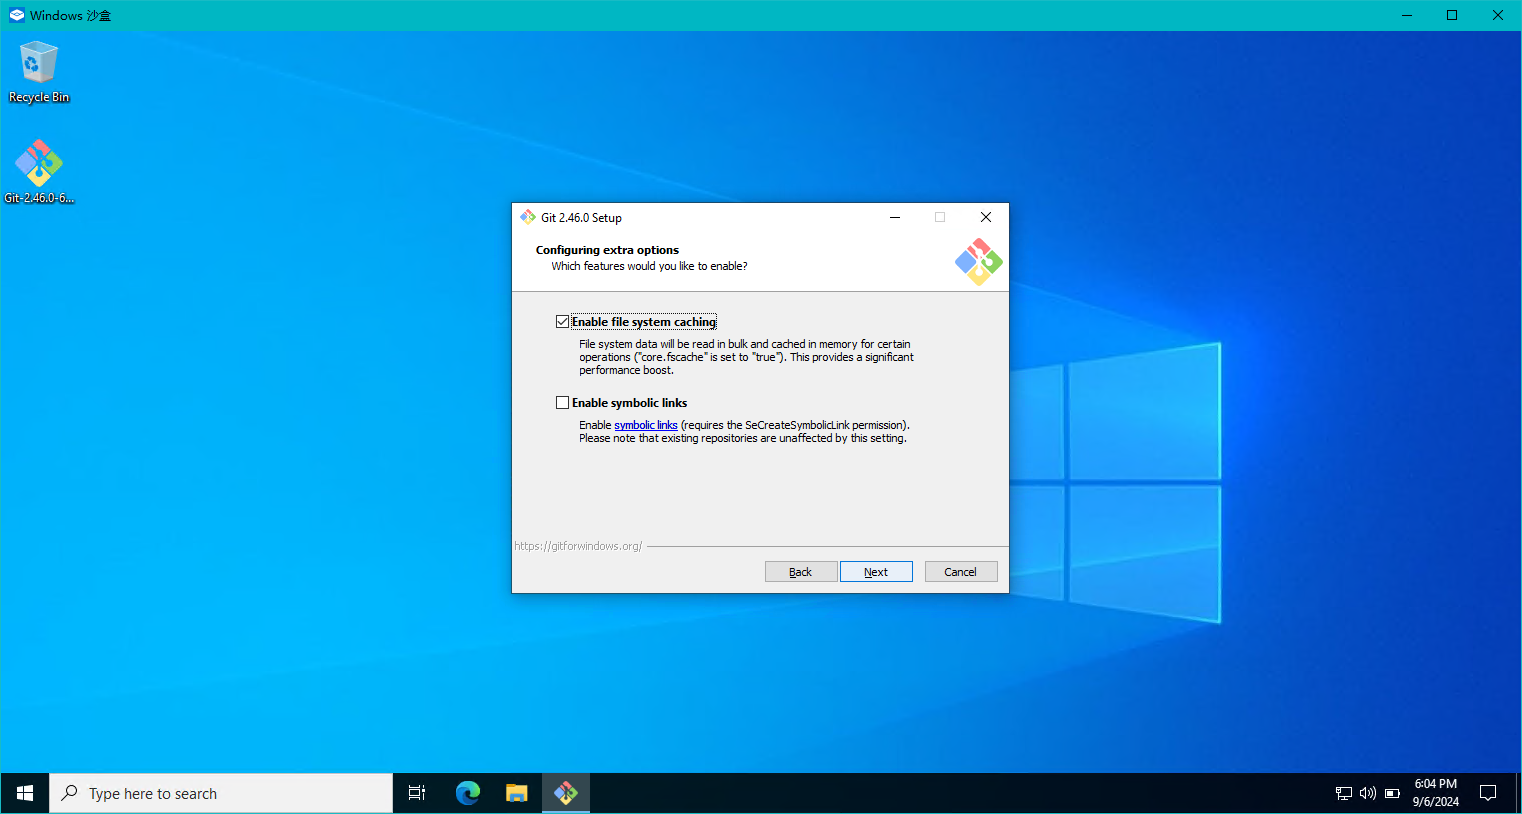 Windows 沙盒
Recycle Bin
Git-2.46.0-6...
Git 2.46.0 Setup
Configuring extra options
Which features would you like to enable?
Enable file system caching
File system data will be read in bulk and cached in memory for certain
operations ("core.fscache" is set to "true"). This provides a significant
performance boost.
Enable symbolic links
Enable symbolic links (requires the SeCreateSymbolicLink permission).
Please note that existing repositories are unaffected by this setting.
https://gitforwindows.org/
Back
Next
Cancel
Type here to search
6:04 PM
9/6/2024